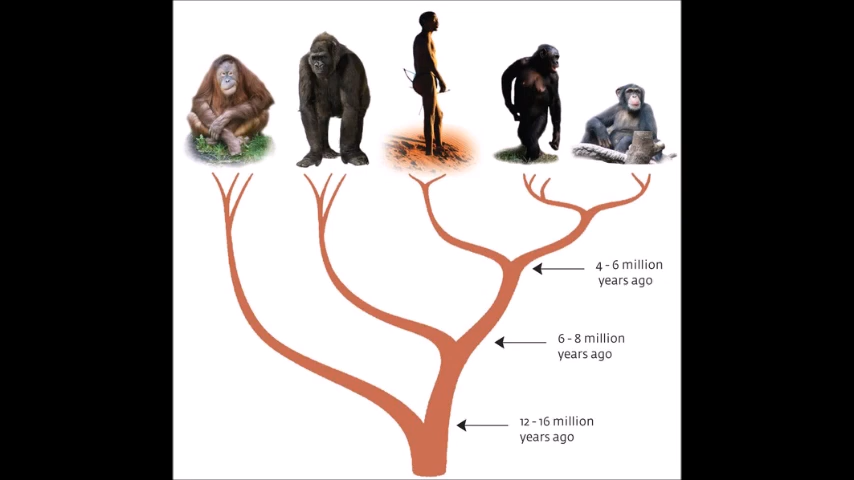 4 - 6 million
years ago
6 - 8 million
years ago
12 - 16 million
years ago